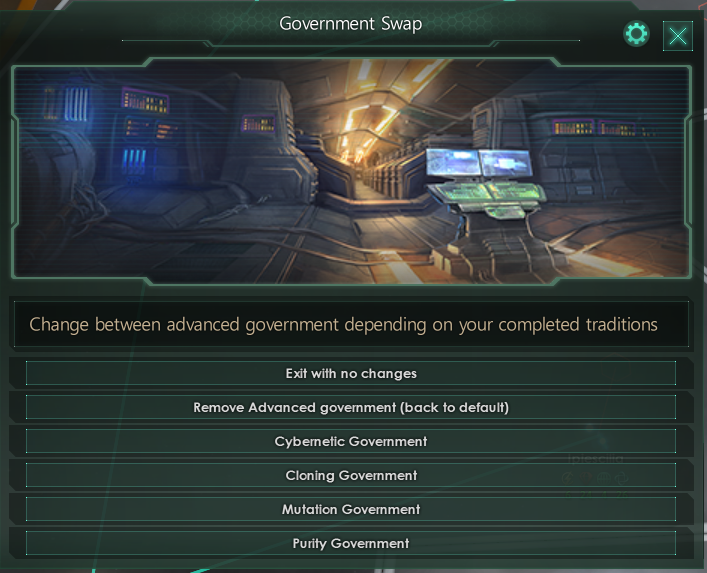 Government Swap
Change between advanced government depending on your completed traditions
Exit with no changes
Remove Advanced government (back to default)
Cybernetic Government
Cloning Government
Mutation Government
Purity Government